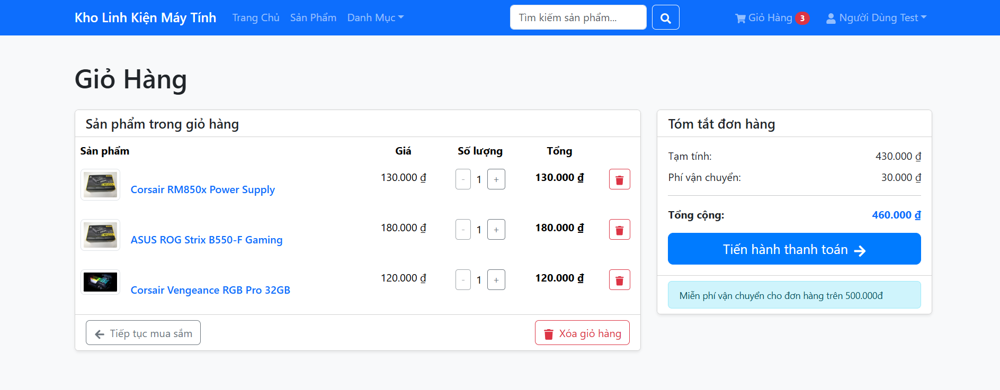 Kho Linh Kiện Máy Tính Trang Chủ Sản Phẩm Danh Mục Tìm kiếm sản phẩm... Giỏ Hàng 3 Người Dùng Test
Giỏ Hàng
Sản phẩm trong giỏ hàng
Sản phẩm Giá Số lượng Tổng
Corsair RM850x Power Supply 130.000 ₫ - 1 + 130.000 ₫
ASUS ROG Strix B550-F Gaming 180.000 ₫ - 1 + 180.000 ₫
Corsair Vengeance RGB Pro 32GB 120.000 ₫ - 1 + 120.000 ₫
Tiếp tục mua sắm Xóa giỏ hàng
Tóm tắt đơn hàng
Tạm tính: 430.000 ₫
Phí vận chuyển: 30.000 ₫
Tổng cộng: 460.000 ₫
Tiến hành thanh toán
Miễn phí vận chuyển cho đơn hàng trên 500.000đ